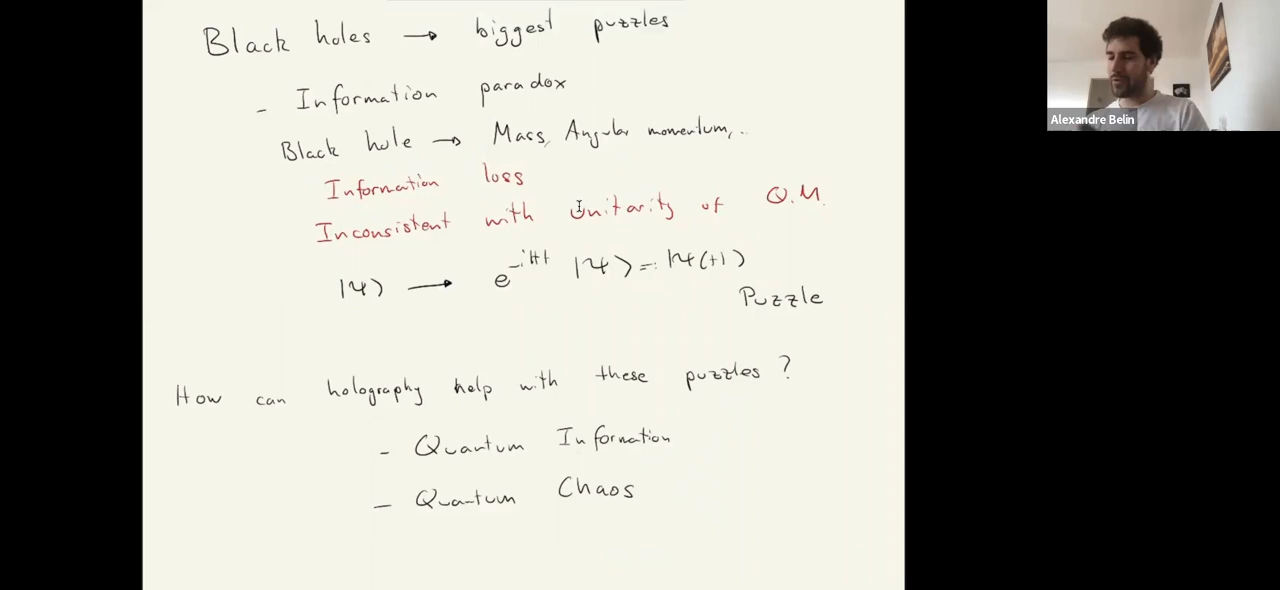 Black holes → biggest puzzles
- Information paradox
Black hole → Mass, Angular momentum, ..
Information loss
Inconsistent with Unitarity of Q.M.
|ψ⟩ → e^{-iHt} |ψ⟩ = |ψ(t)⟩
Puzzle
How can holography help with these puzzles ?
- Quantum Information
- Quantum Chaos
Alexandre Belin